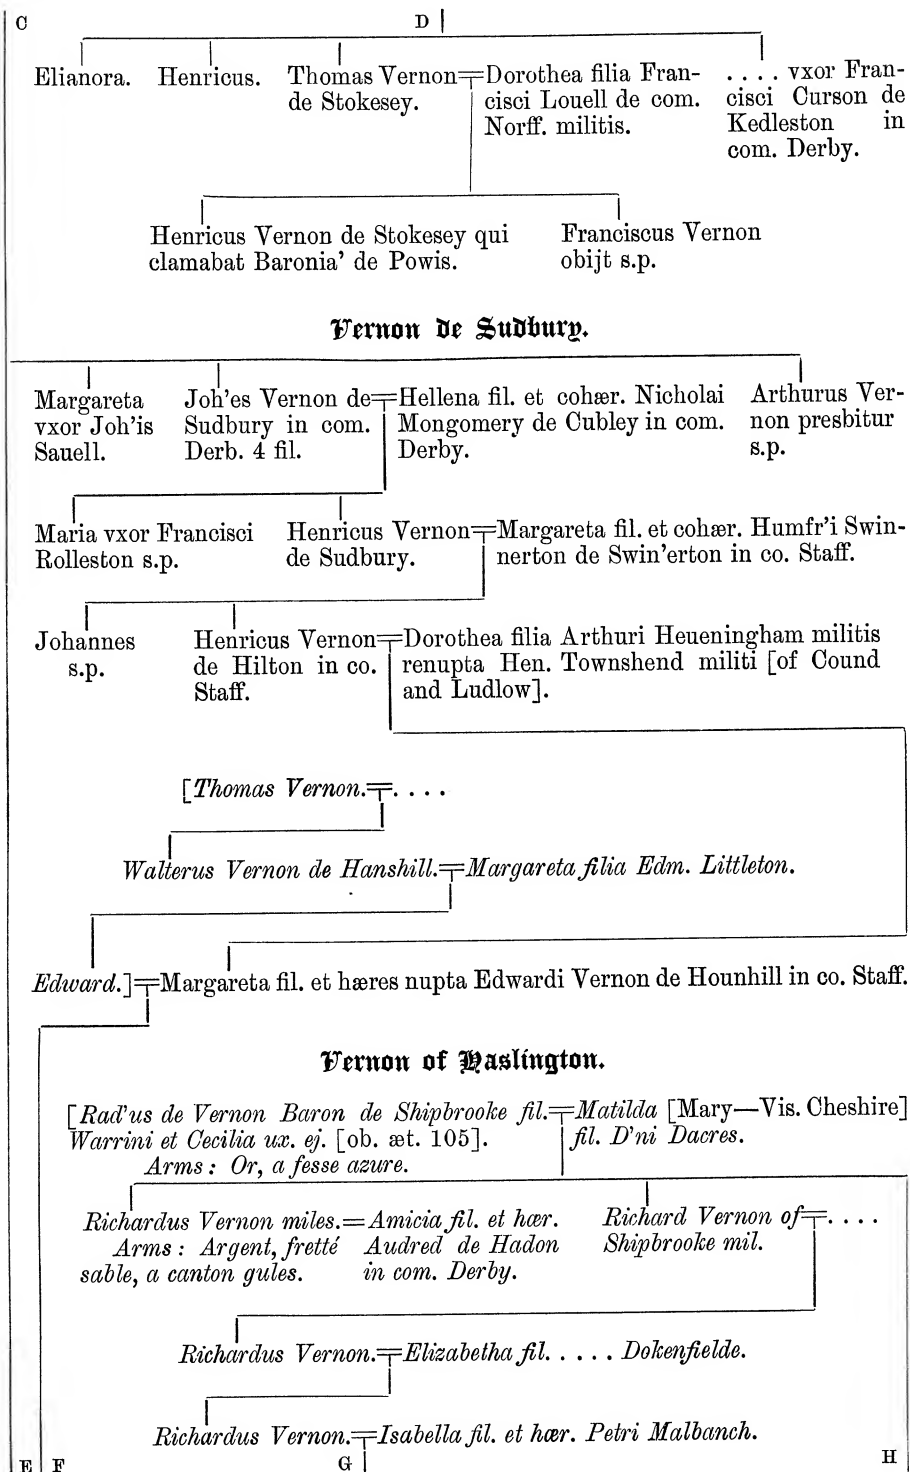 C D
Elianora. Henricus. Thomas Vernon=Dorothea filia Fran- . . . . vxor Fran-
de Stokesey. cisci Louell de com. cisci Curson de
Norff. militis. Kedleston in
com. Derby.
Henricus Vernon de Stokesey qui Franciscus Vernon
clamabat Baronia' de Powis. obijt s.p.
Vernon de Sudbury.
Margareta Joh'es Vernon de=Hellena fil. et cohær. Nicholai Arthurus Ver-
vxor Joh'is Sudbury in com. Mongomery de Cubley in com. non presbitur
Sauell. Derb. 4 fil. Derby. s.p.
Maria vxor Francisci Henricus Vernon=Margareta fil. et cohær. Humfr'i Swin-
Rolleston s.p. de Sudbury. nerton de Swin'erton in co. Staff.
Johannes Henricus Vernon=Dorothea filia Arthuri Heueningham militis
s.p. de Hilton in co. renupta Hen. Townshend militi [of Cound
Staff. and Ludlow].
[Thomas Vernon.=. . . .
Walterus Vernon de Hanshill.=Margareta filia Edm. Littleton.
Edward.]=Margareta fil. et hæres nupta Edwardi Vernon de Hounhill in co. Staff.
Vernon of Haslington.
[Rad'us de Vernon Baron de Shipbrooke fil.=Matilda [Mary—Vis. Cheshire]
Warrini et Cecilia ux. ej. [ob. æt. 105]. fil. D'ni Dacres.
Arms: Or, a fesse azure.
Richardus Vernon miles.=Amicia fil. et hær. Richard Vernon of=. . . .
Arms: Argent, fretté Audred de Hadon Shipbrooke mil.
sable, a canton gules. in com. Derby.
Richardus Vernon.=Elizabetha fil. . . . . Dokenfielde.
Richardus Vernon.=Isabella fil. et hær. Petri Malbanch.
E F G H